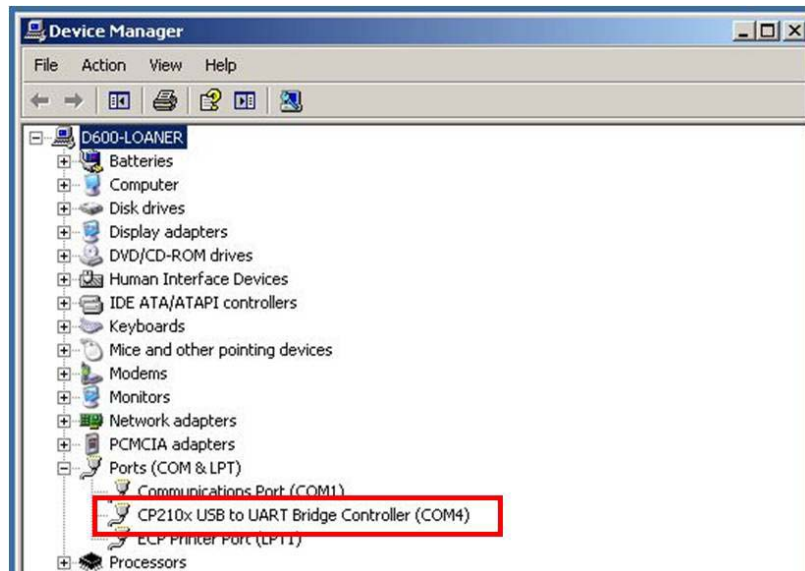 Device Manager
File Action View Help
D600-LOANER
Batteries
Computer
Disk drives
Display adapters
DVD/CD-ROM drives
Human Interface Devices
IDE ATA/ATAPI controllers
Keyboards
Mice and other pointing devices
Modems
Monitors
Network adapters
PCMCIA adapters
Ports (COM & LPT)
Communications Port (COM1)
CP210x USB to UART Bridge Controller (COM4)
ECP Printer Port (LPT1)
Processors